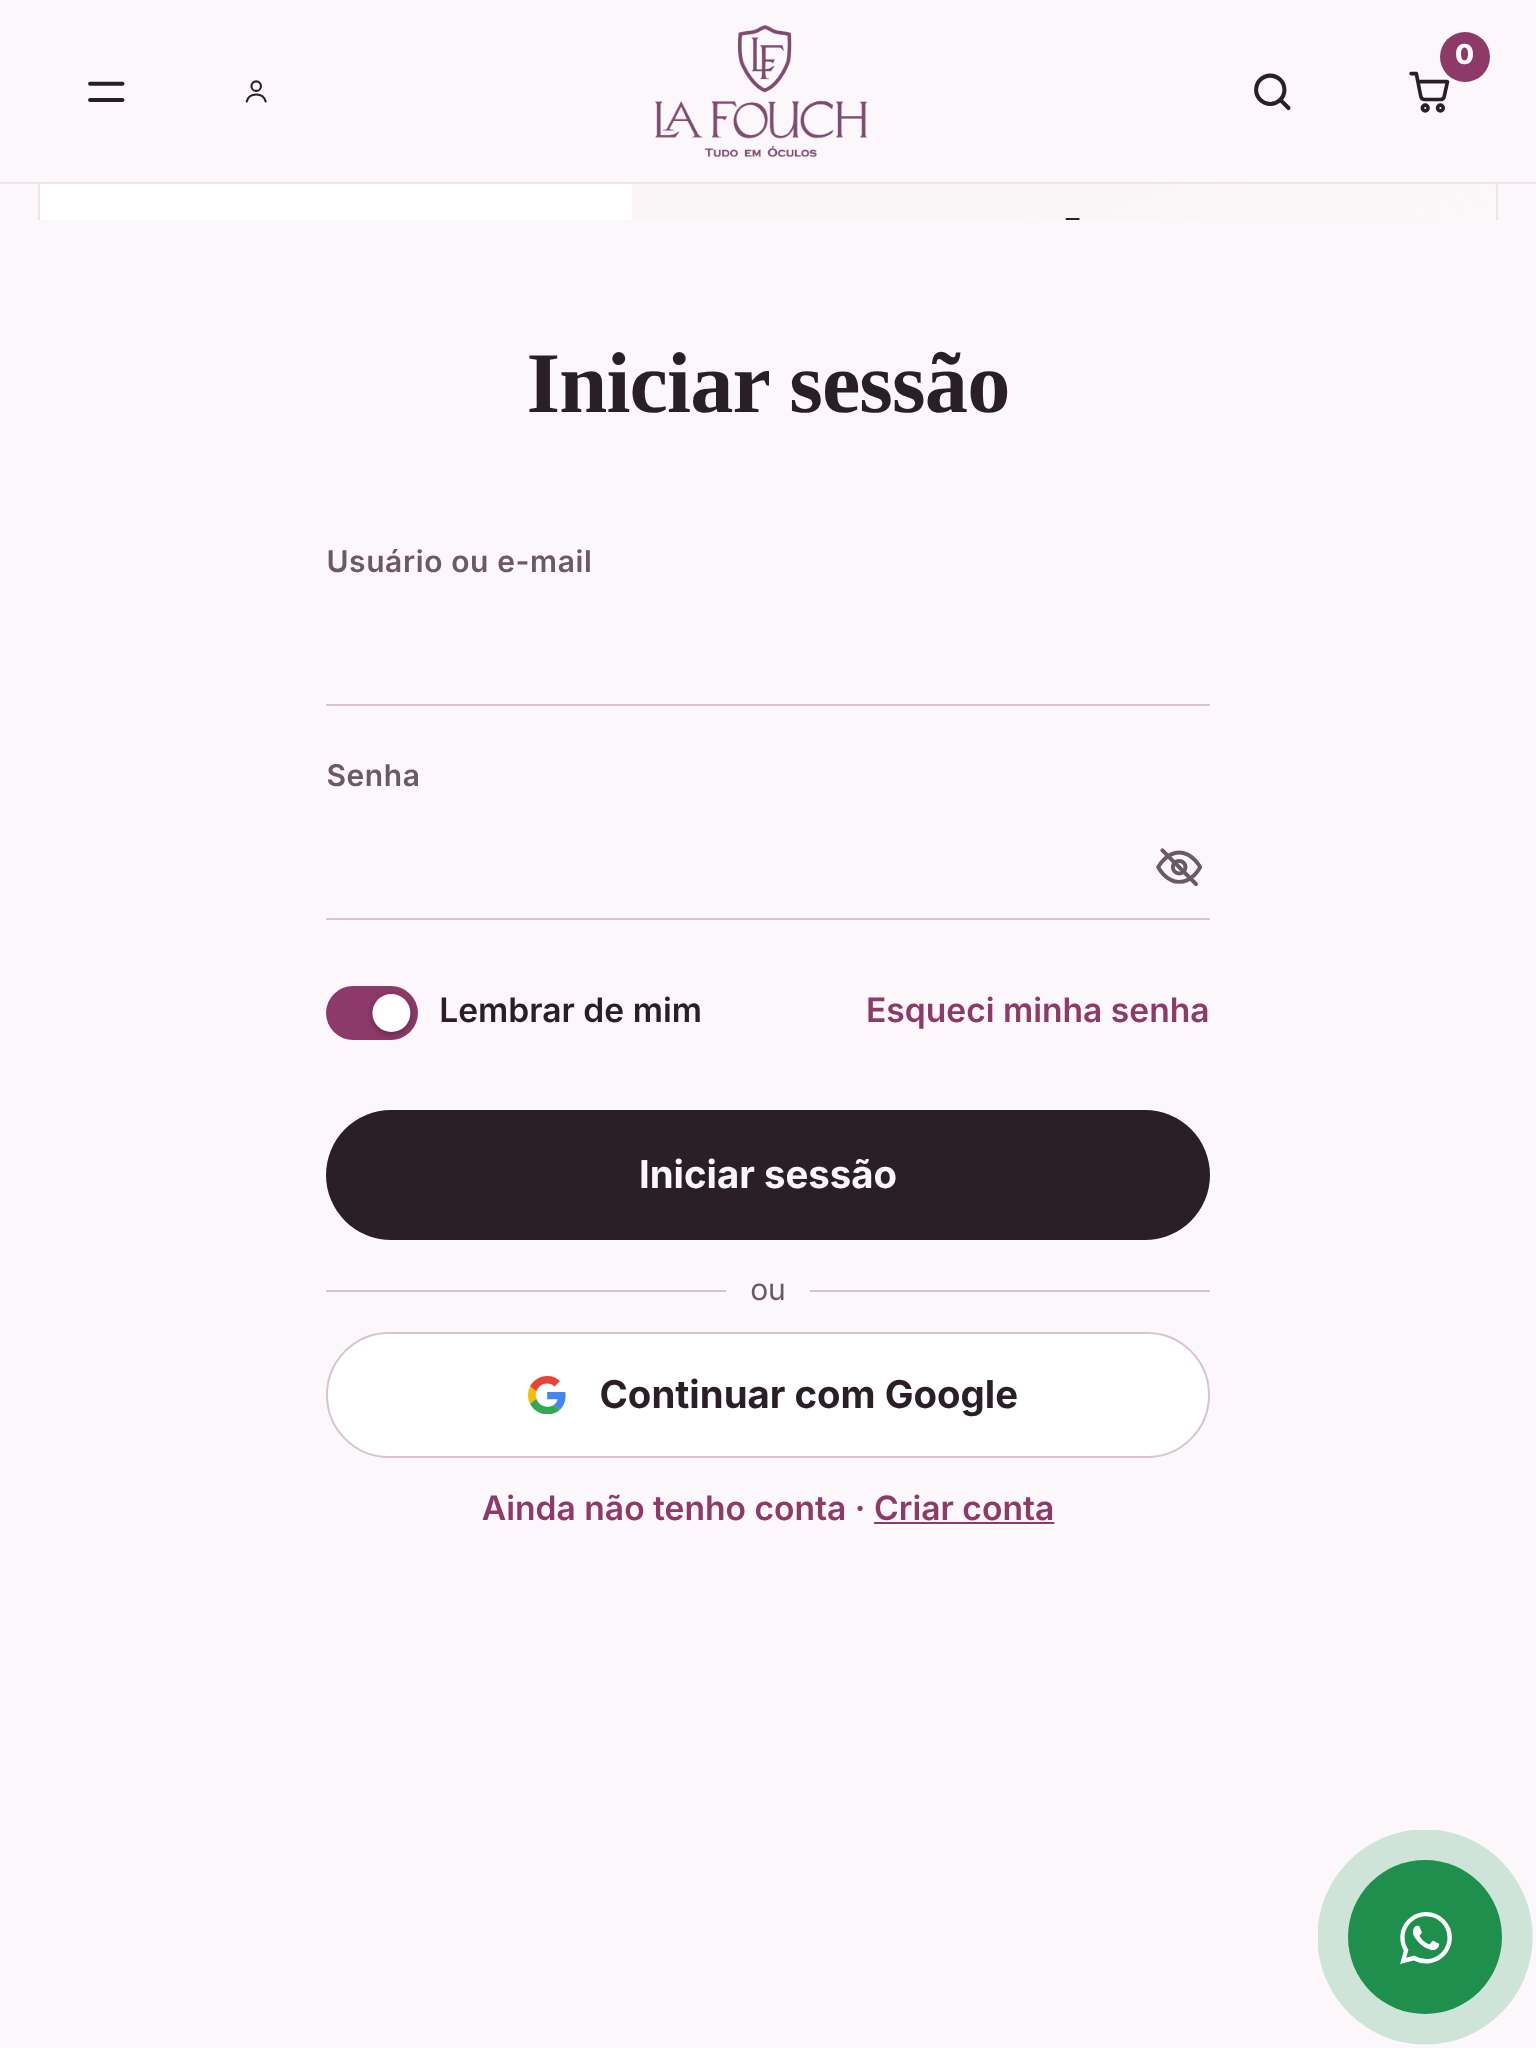 0
LF
LA FOUCH
TUDO EM ÓCULOS
Iniciar sessão
Usuário ou e-mail
Senha
Lembrar de mim
Esqueci minha senha
Iniciar sessão
ou
Continuar com Google
Ainda não tenho conta · Criar conta